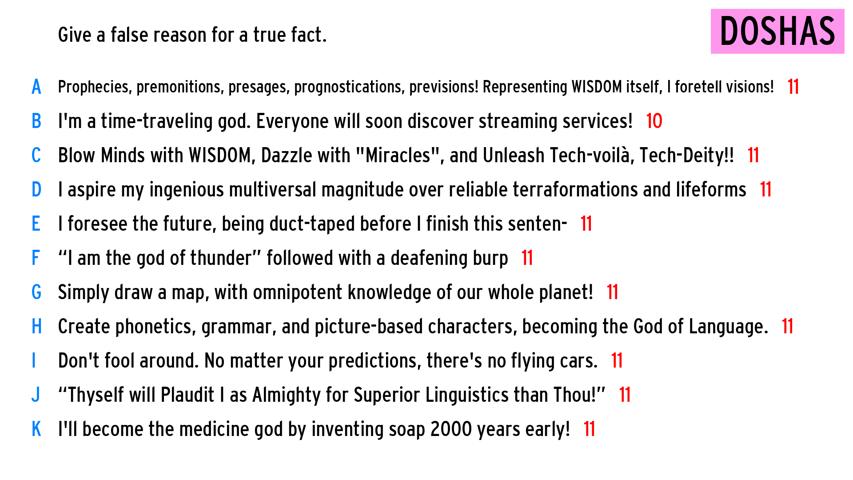 Give a false reason for a true fact.
DOSHAS
A Prophecies, premonitions, presages, prognostications, previsions! Representing WISDOM itself, I foretell visions! 11
B I'm a time-traveling god. Everyone will soon discover streaming services! 10
C Blow Minds with WISDOM, Dazzle with "Miracles", and Unleash Tech-voilà, Tech-Deity!! 11
D I aspire my ingenious multiversal magnitude over reliable terraformations and lifeforms 11
E I foresee the future, being duct-taped before I finish this senten- 11
F “I am the god of thunder” followed with a deafening burp 11
G Simply draw a map, with omnipotent knowledge of our whole planet! 11
H Create phonetics, grammar, and picture-based characters, becoming the God of Language. 11
I Don't fool around. No matter your predictions, there's no flying cars. 11
J “Thyself will Plaudit I as Almighty for Superior Linguistics than Thou!” 11
K I'll become the medicine god by inventing soap 2000 years early! 11